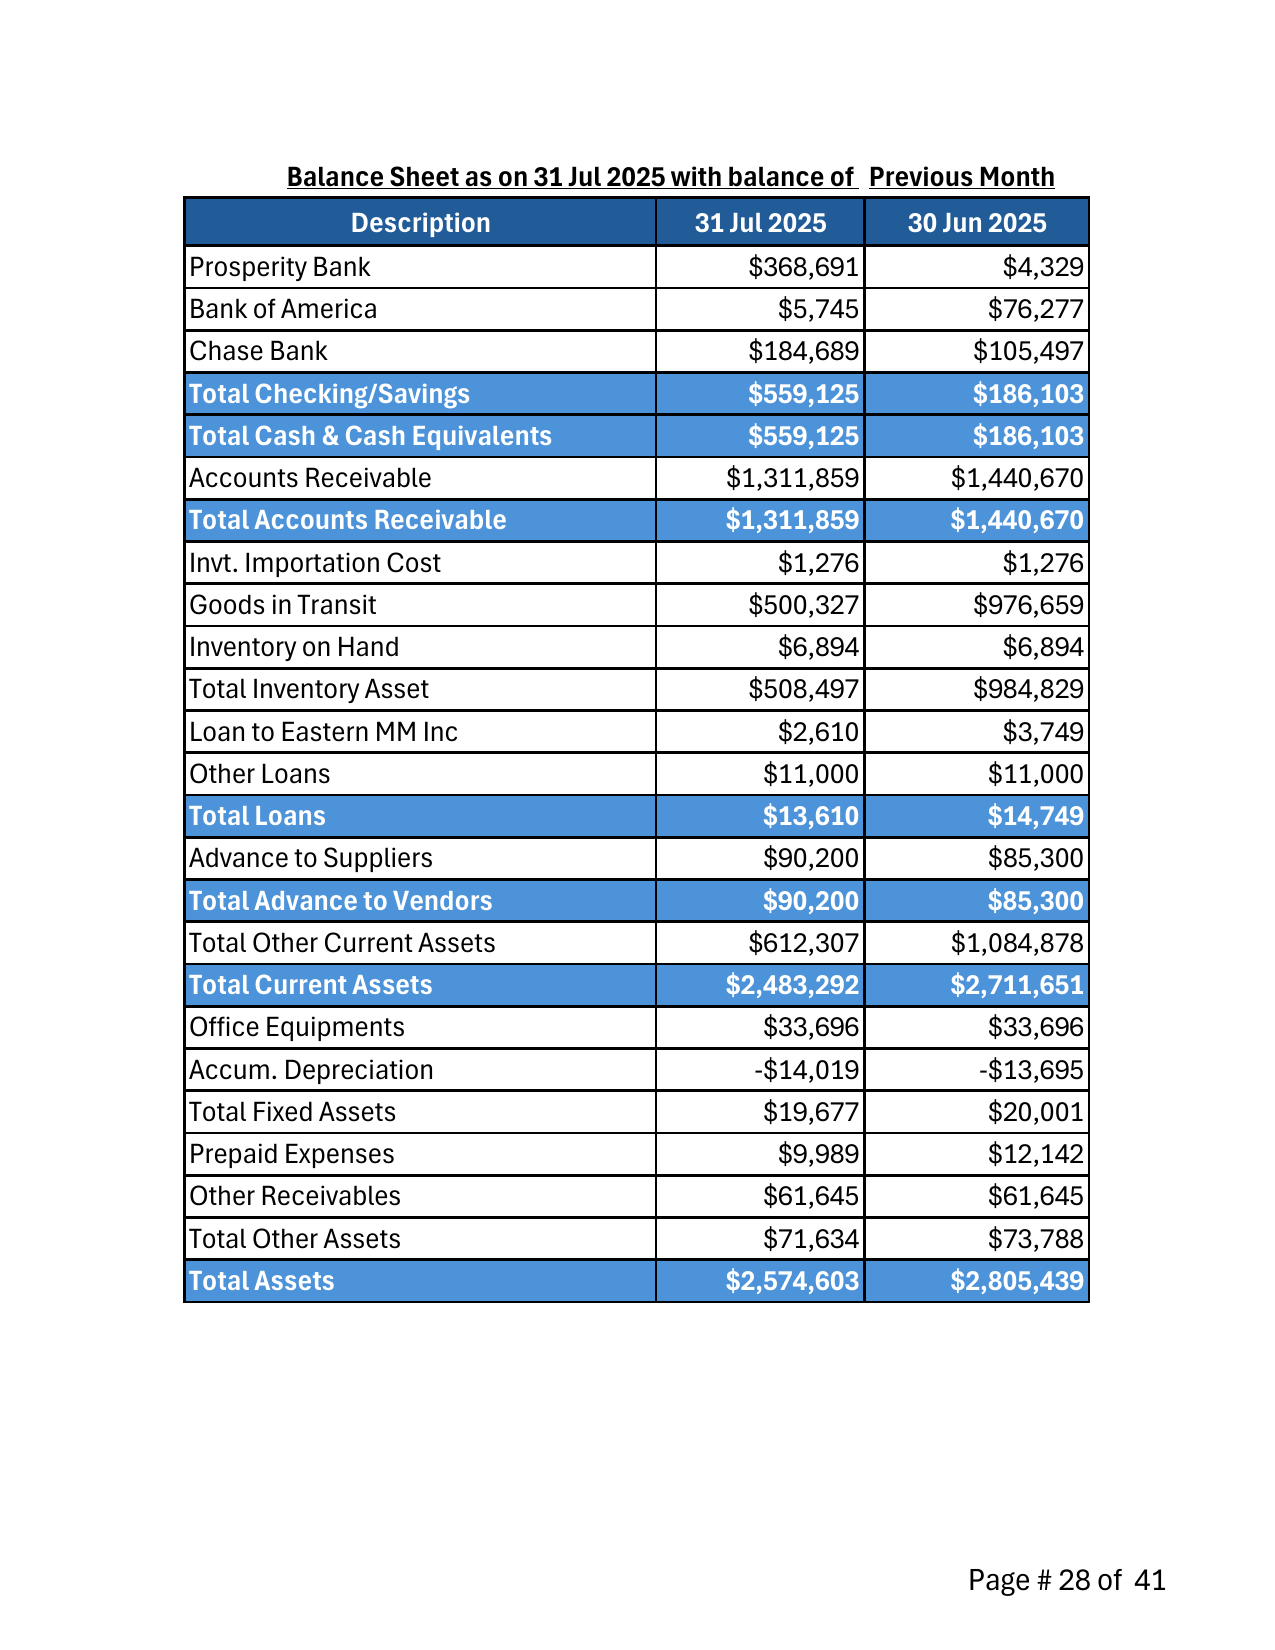 Balance Sheet as on 31 Jul 2025 with balance of Previous Month
Description 31 Jul 2025 30 Jun 2025
Prosperity Bank $368,691 $4,329
Bank of America $5,745 $76,277
Chase Bank $184,689 $105,497
Total Checking/Savings $559,125 $186,103
Total Cash & Cash Equivalents $559,125 $186,103
Accounts Receivable $1,311,859 $1,440,670
Total Accounts Receivable $1,311,859 $1,440,670
Invt. Importation Cost $1,276 $1,276
Goods in Transit $500,327 $976,659
Inventory on Hand $6,894 $6,894
Total Inventory Asset $508,497 $984,829
Loan to Eastern MM Inc $2,610 $3,749
Other Loans $11,000 $11,000
Total Loans $13,610 $14,749
Advance to Suppliers $90,200 $85,300
Total Advance to Vendors $90,200 $85,300
Total Other Current Assets $612,307 $1,084,878
Total Current Assets $2,483,292 $2,711,651
Office Equipments $33,696 $33,696
Accum. Depreciation -$14,019 -$13,695
Total Fixed Assets $19,677 $20,001
Prepaid Expenses $9,989 $12,142
Other Receivables $61,645 $61,645
Total Other Assets $71,634 $73,788
Total Assets $2,574,603 $2,805,439
Page # 28 of 41